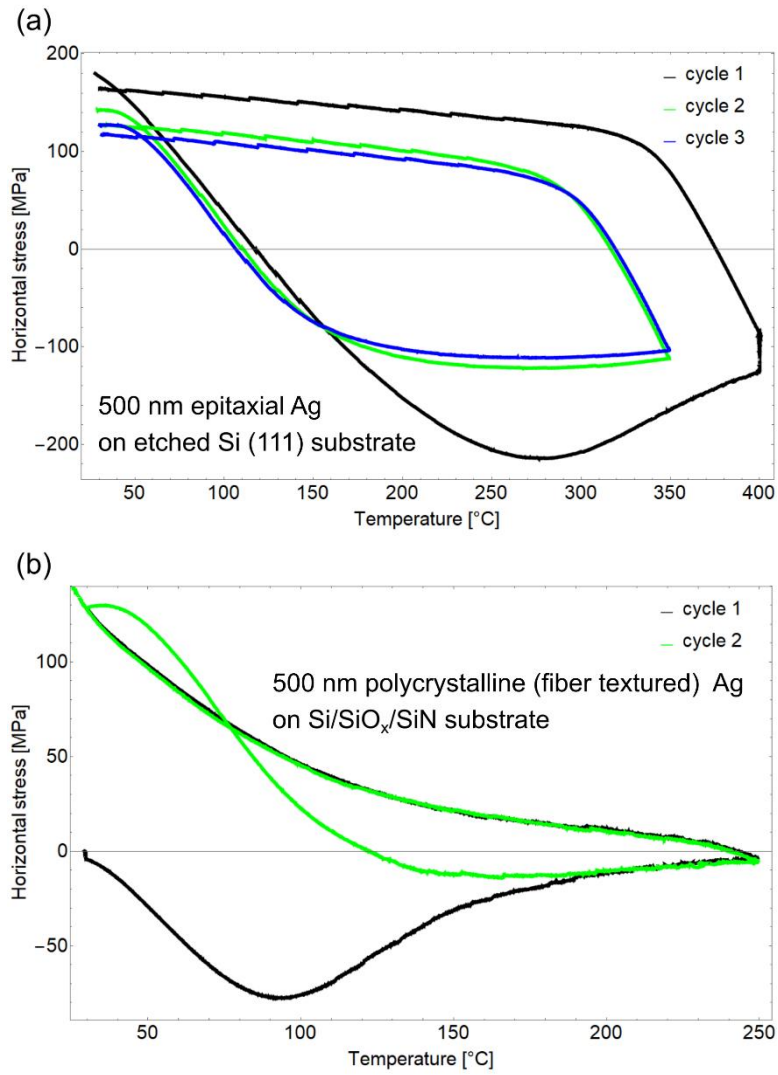 (a)
200
100
0
−100
−200
Horizontal stress [MPa]
cycle 1
cycle 2
cycle 3
500 nm epitaxial Ag
on etched Si (111) substrate
50 100 150 200 250 300 350 400
Temperature [°C]
(b)
100
50
0
−50
Horizontal stress [MPa]
cycle 1
cycle 2
500 nm polycrystalline (fiber textured) Ag
on Si/SiOₓ/SiN substrate
50 100 150 200 250
Temperature [°C]